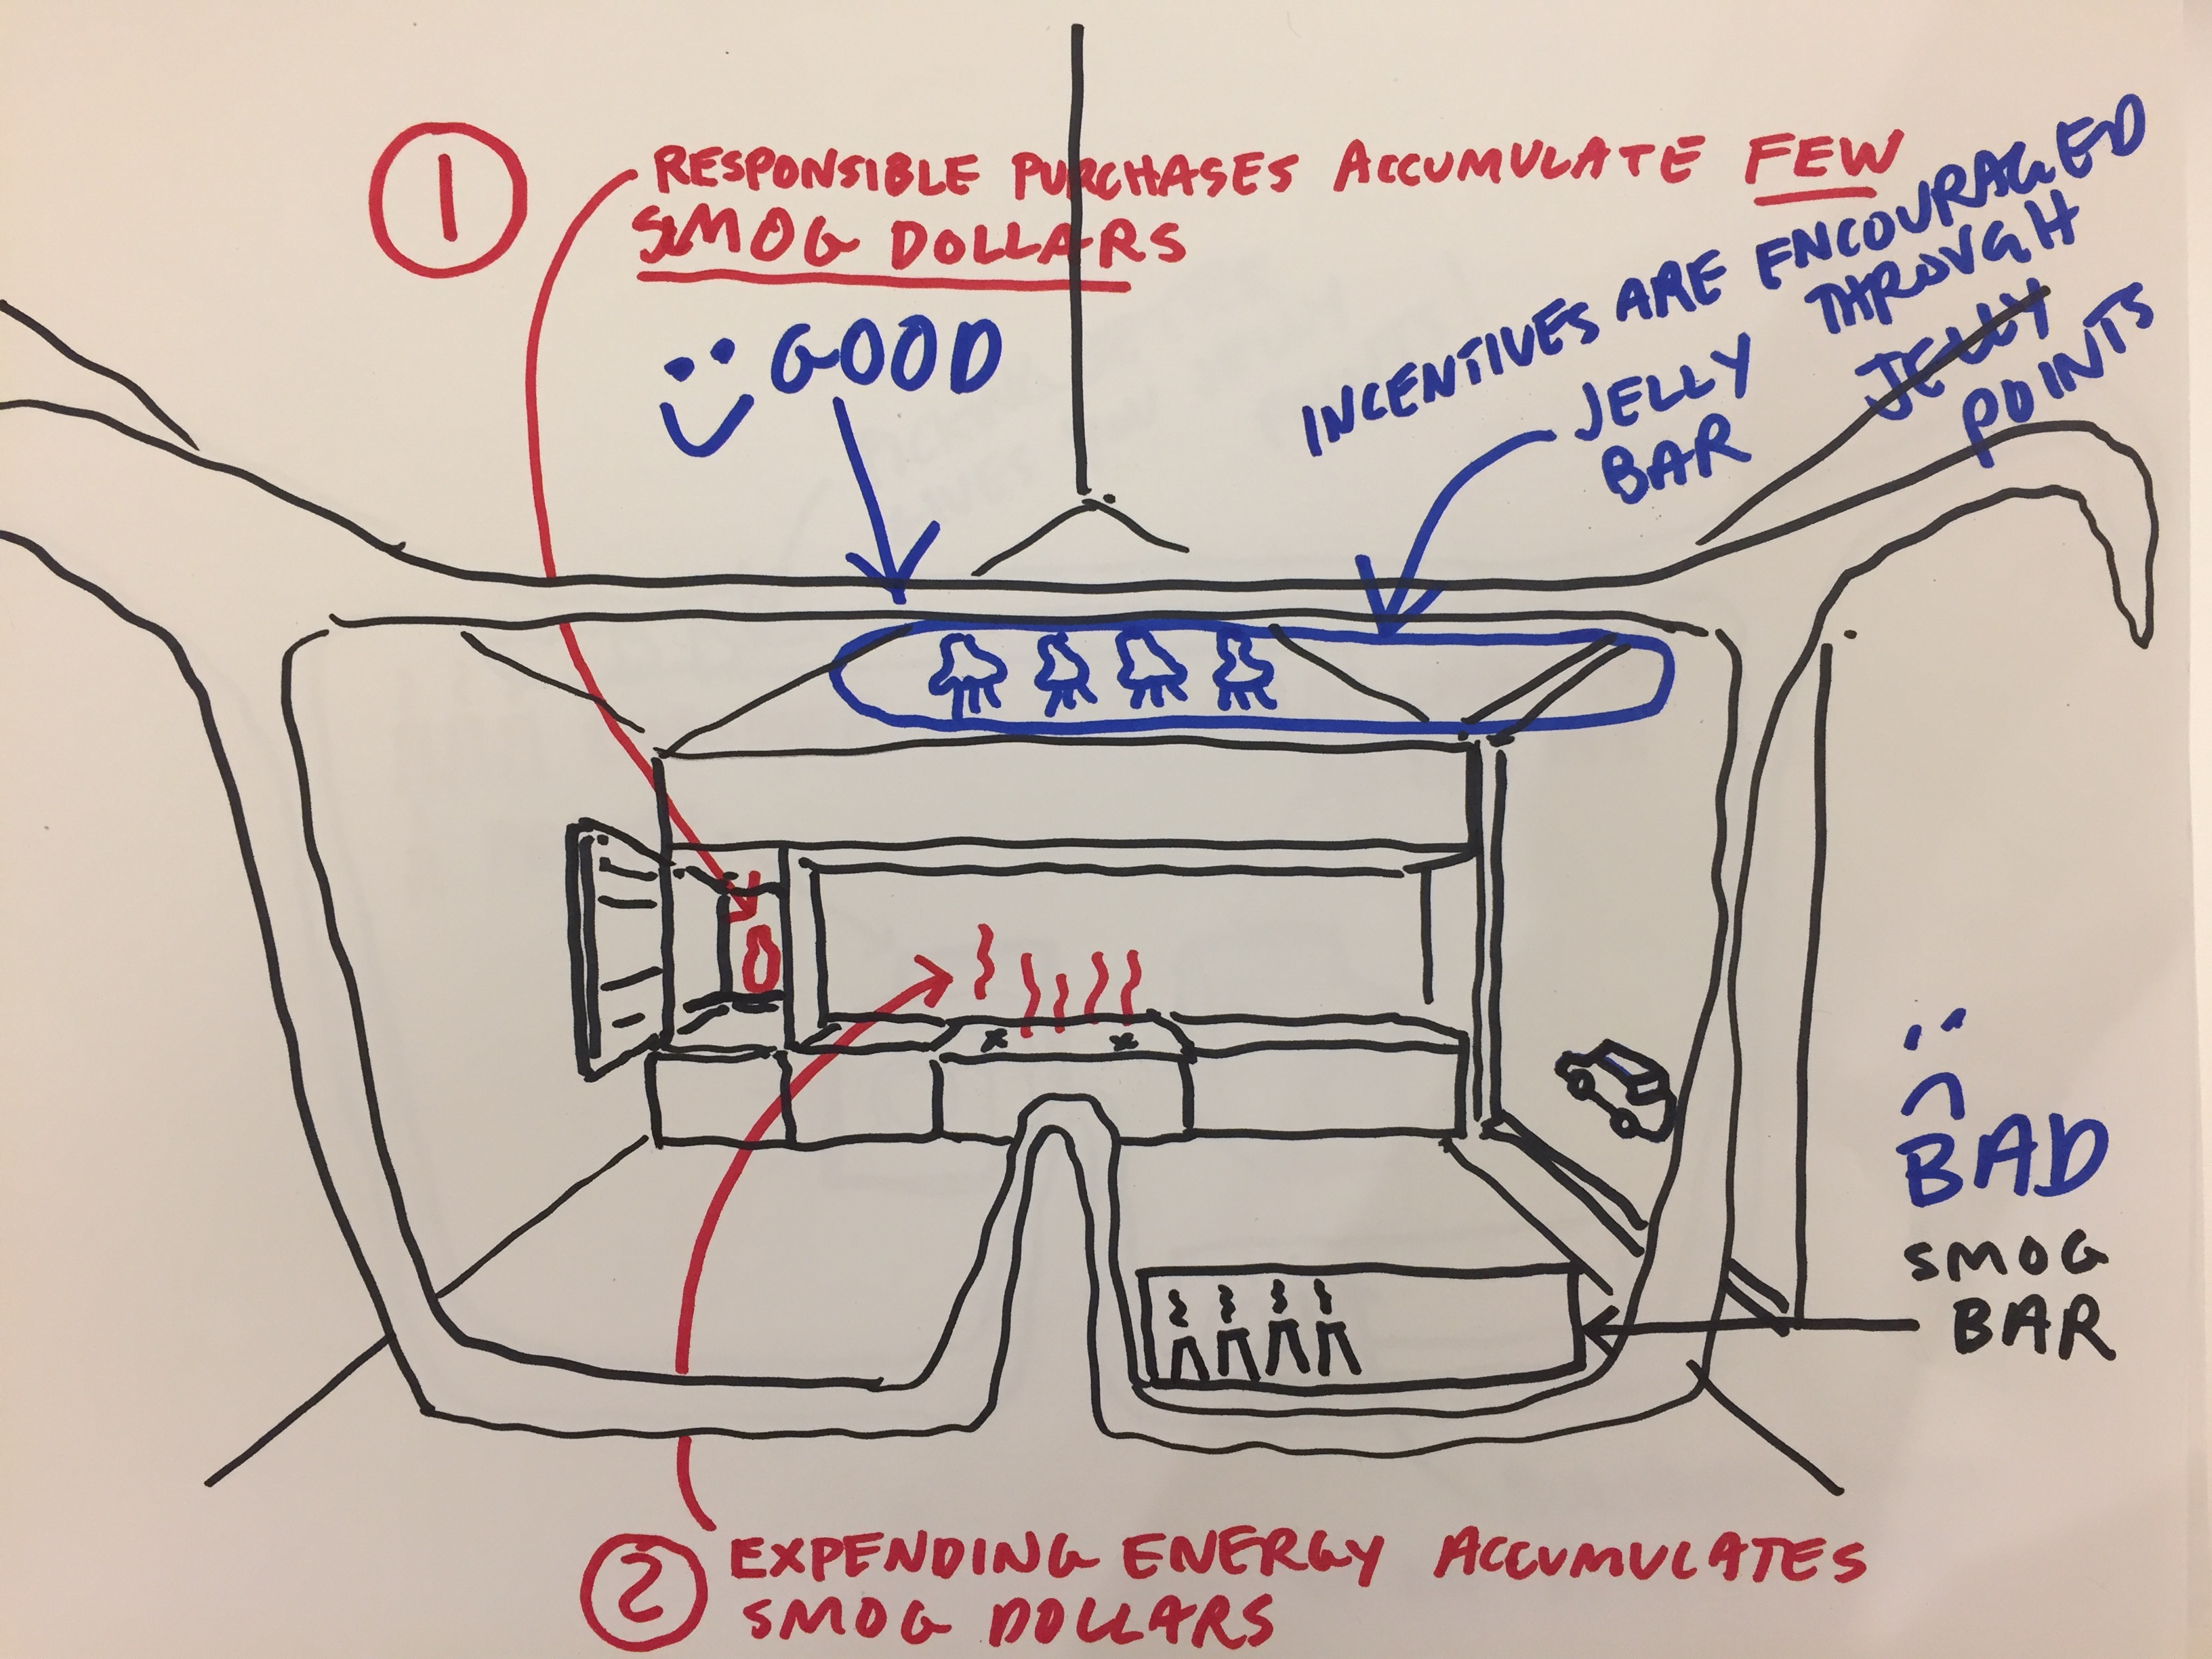 1
RESPONSIBLE PURCHASES ACCUMULATE FEW
SMOG DOLLARS
GOOD
INCENTIVES ARE ENCOURAGED
THROUGH
JELLY
POINTS
JELLY
BAR
BAD
SMOG
BAR
2
EXPENDING ENERGY ACCUMULATES
SMOG DOLLARS